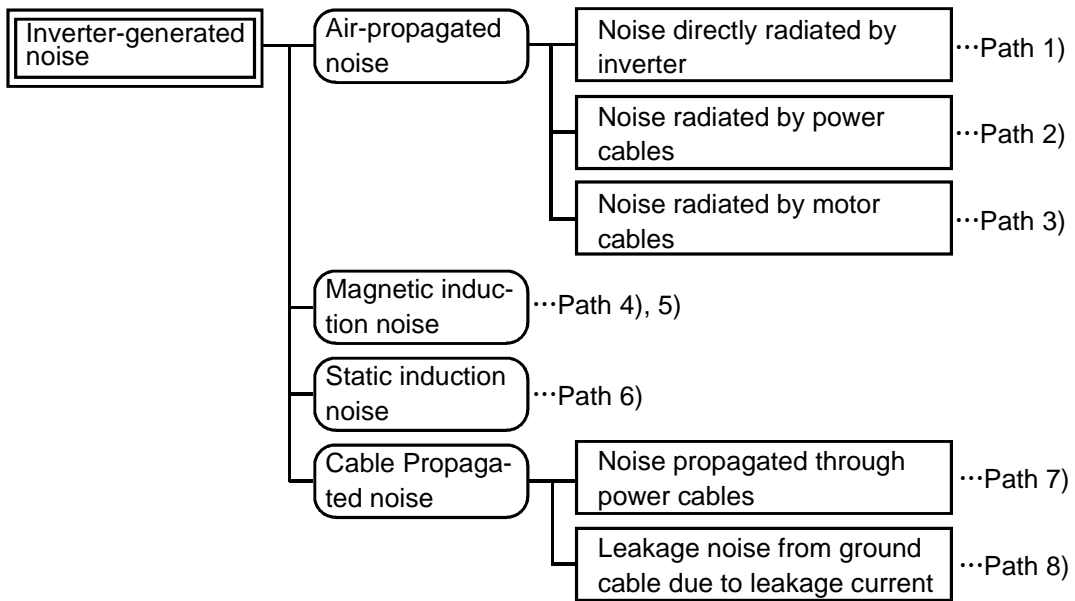 Inverter-generated
noise
Air-propagated
noise
Noise directly radiated by
inverter
···Path 1)
Noise radiated by power
cables
···Path 2)
Noise radiated by motor
cables
···Path 3)
Magnetic induc-
tion noise
···Path 4), 5)
Static induction
noise
···Path 6)
Cable Propaga-
ted noise
Noise propagated through
power cables
···Path 7)
Leakage noise from ground
cable due to leakage current
···Path 8)